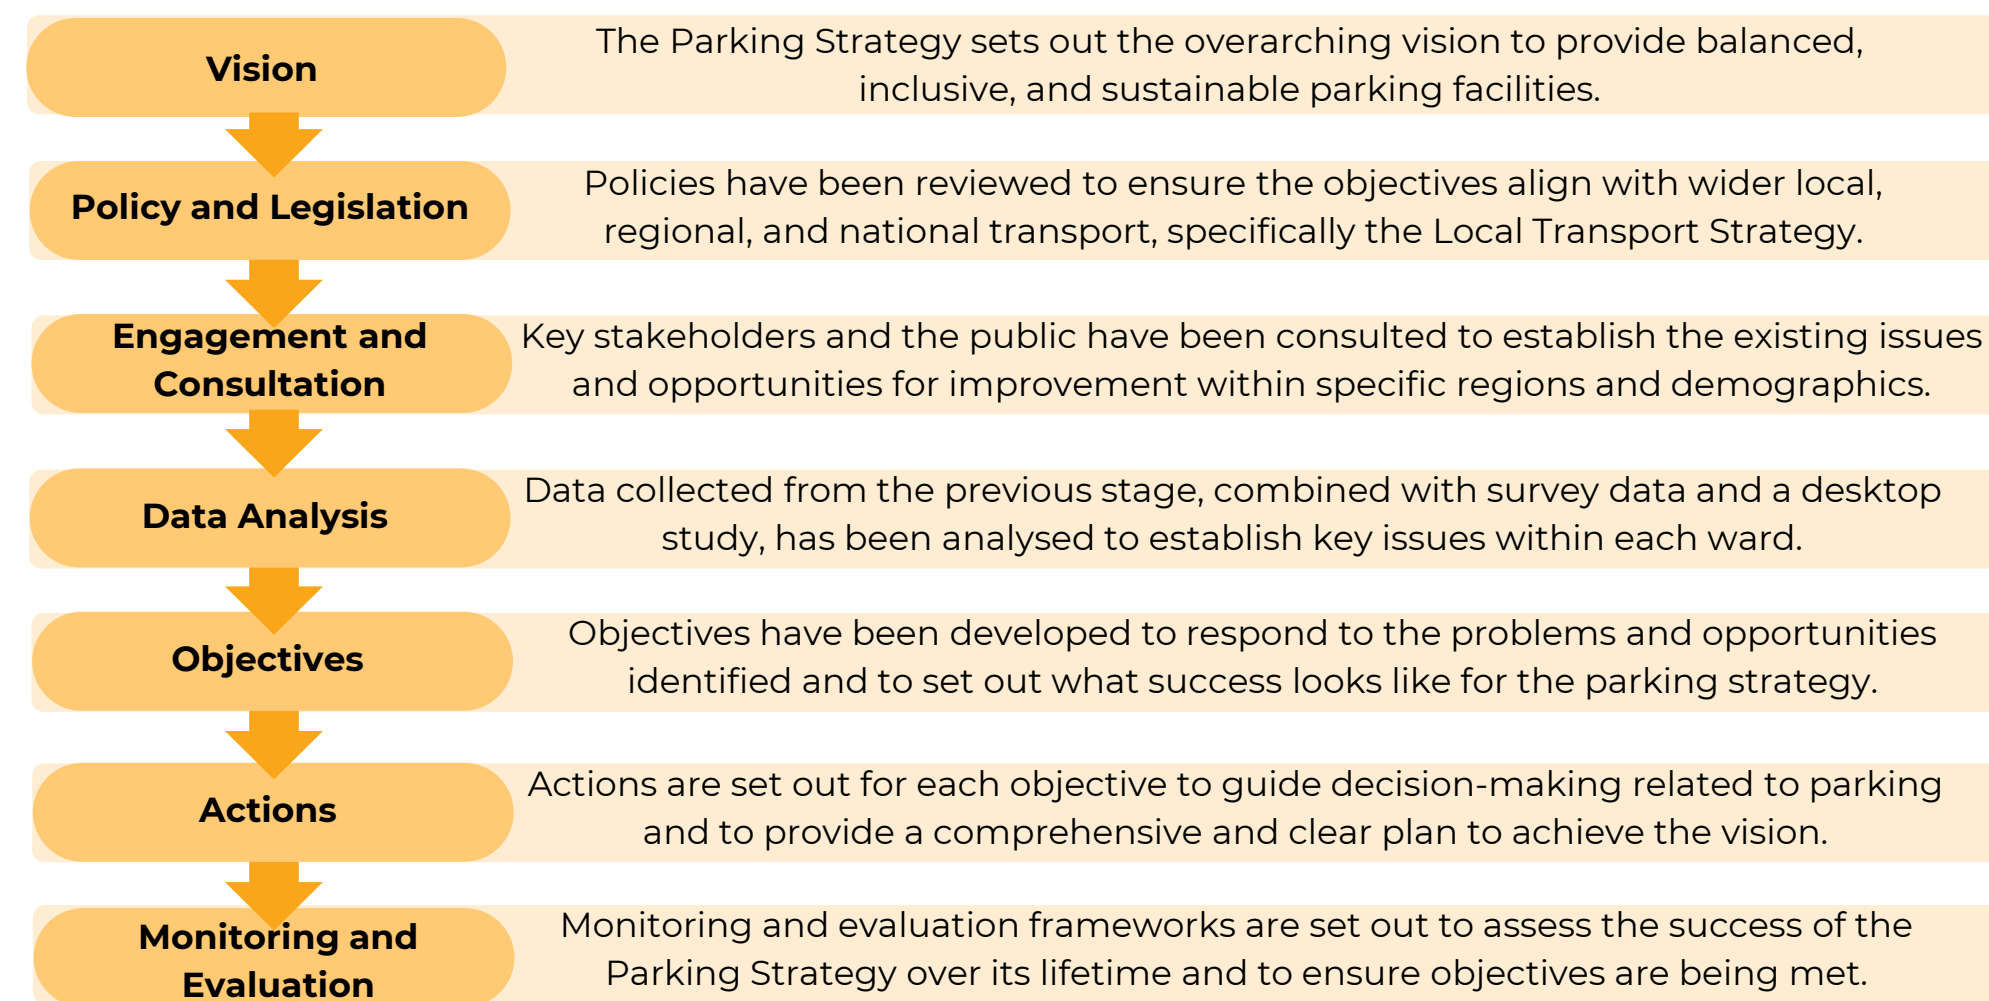 Vision
The Parking Strategy sets out the overarching vision to provide balanced,
inclusive, and sustainable parking facilities.
Policy and Legislation
Policies have been reviewed to ensure the objectives align with wider local,
regional, and national transport, specifically the Local Transport Strategy.
Engagement and
Consultation
Key stakeholders and the public have been consulted to establish the existing issues
and opportunities for improvement within specific regions and demographics.
Data Analysis
Data collected from the previous stage, combined with survey data and a desktop
study, has been analysed to establish key issues within each ward.
Objectives
Objectives have been developed to respond to the problems and opportunities
identified and to set out what success looks like for the parking strategy.
Actions
Actions are set out for each objective to guide decision-making related to parking
and to provide a comprehensive and clear plan to achieve the vision.
Monitoring and
Evaluation
Monitoring and evaluation frameworks are set out to assess the success of the
Parking Strategy over its lifetime and to ensure objectives are being met.